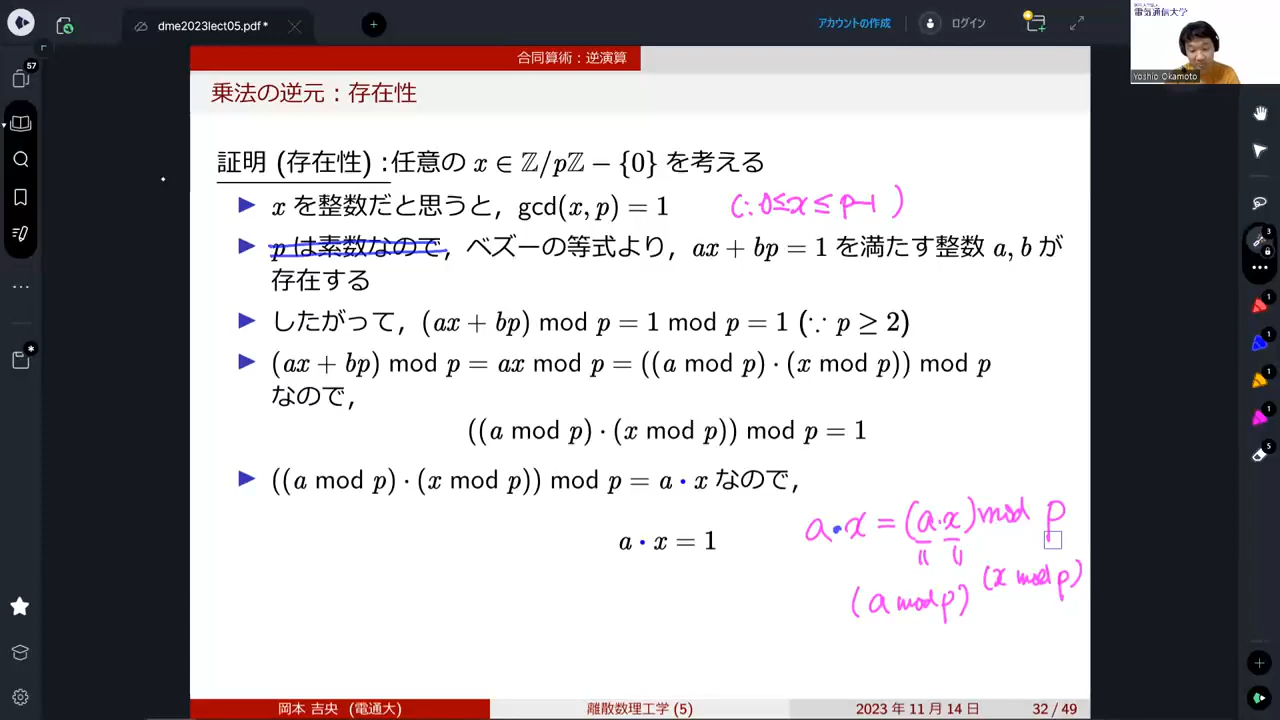 dme2023lect05.pdf*
アカウントの作成
ログイン
電気通信大学
Yoshio Okamoto
57
合同算術：逆演算
乗法の逆元：存在性
証明 (存在性) : 任意の x ∈ ℤ/pℤ − {0} を考える
x を整数だと思うと，gcd(x, p) = 1
(∵ 0≤x≤p-1)
p は素数なので，ベズーの等式より，ax + bp = 1 を満たす整数 a, b が
存在する
したがって，(ax + bp) mod p = 1 mod p = 1 (∵ p ≥ 2)
(ax + bp) mod p = ax mod p = ((a mod p) · (x mod p)) mod p
なので，
((a mod p) · (x mod p)) mod p = 1
((a mod p) · (x mod p)) mod p = a • x なので，
a • x = 1
a•x = (a·x) mod p
(a mod p)
(x mod p)
3
1
1
1
1
5
岡本 吉央 (電通大)
離散数理工学 (5)
2023 年 11 月 14 日
32 / 49